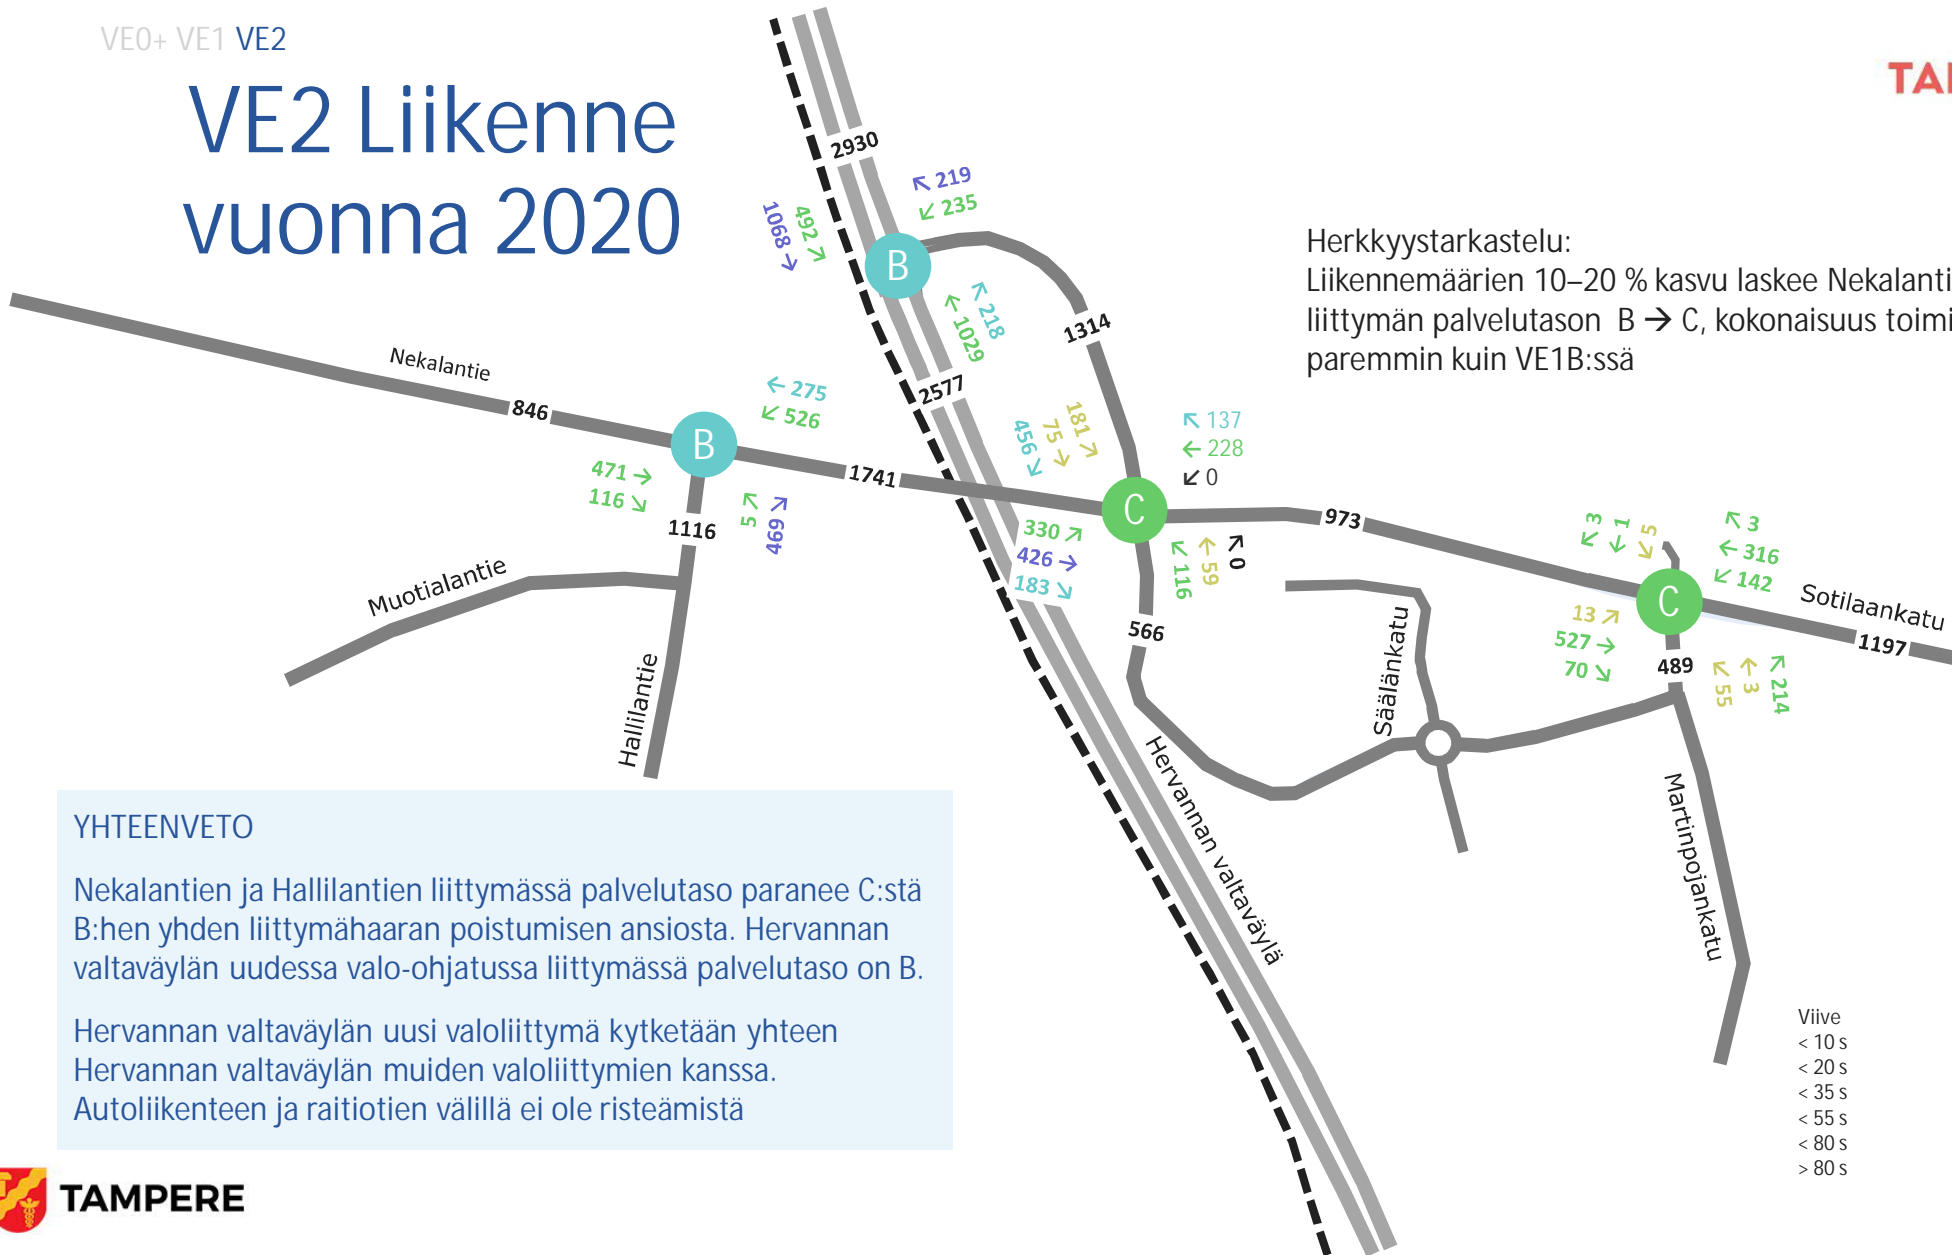 VE0+ VE1 VE2
VE2 Liikenne
vuonna 2020
TAI
2930
↖ 219
↙ 235
492 ↗
1068 →
B
↖ 218
← 1029
1314
2577
Herkkyystarkastelu:
Liikennemäärien 10–20 % kasvu laskee Nekalanti
liittymän palvelutason B → C, kokonaisuus toimi
paremmin kuin VE1B:ssä
Nekalantie
846
← 275
↙ 526
B
471 →
116 ↘
1116
5 ↗
469 ↗
1741
181 ↗
75 →
456 ↘
↖ 137
← 228
↙ 0
C
330 ↗
426 →
183 ↘
↙ 116
← 59
↖ 0
566
973
↙ 3
← 1
↙ 5
↖ 3
← 316
↙ 142
C
13 ↗
527 →
70 ↘
489
↖ 55
↑ 3
↗ 214
Sotilaankatu
1197
Muotialantie
Hallilantie
Säälänkatu
Hervannan valtaväylä
Martinpojankatu
YHTEENVETO
Nekalantien ja Hallilantien liittymässä palvelutaso paranee C:stä
B:hen yhden liittymähaaran poistumisen ansiosta. Hervannan
valtaväylän uudessa valo-ohjatussa liittymässä palvelutaso on B.
Hervannan valtaväylän uusi valoliittymä kytketään yhteen
Hervannan valtaväylän muiden valoliittymien kanssa.
Autoliikenteen ja raitiotien välillä ei ole risteämistä
Viive
< 10 s
< 20 s
< 35 s
< 55 s
< 80 s
> 80 s
TAMPERE